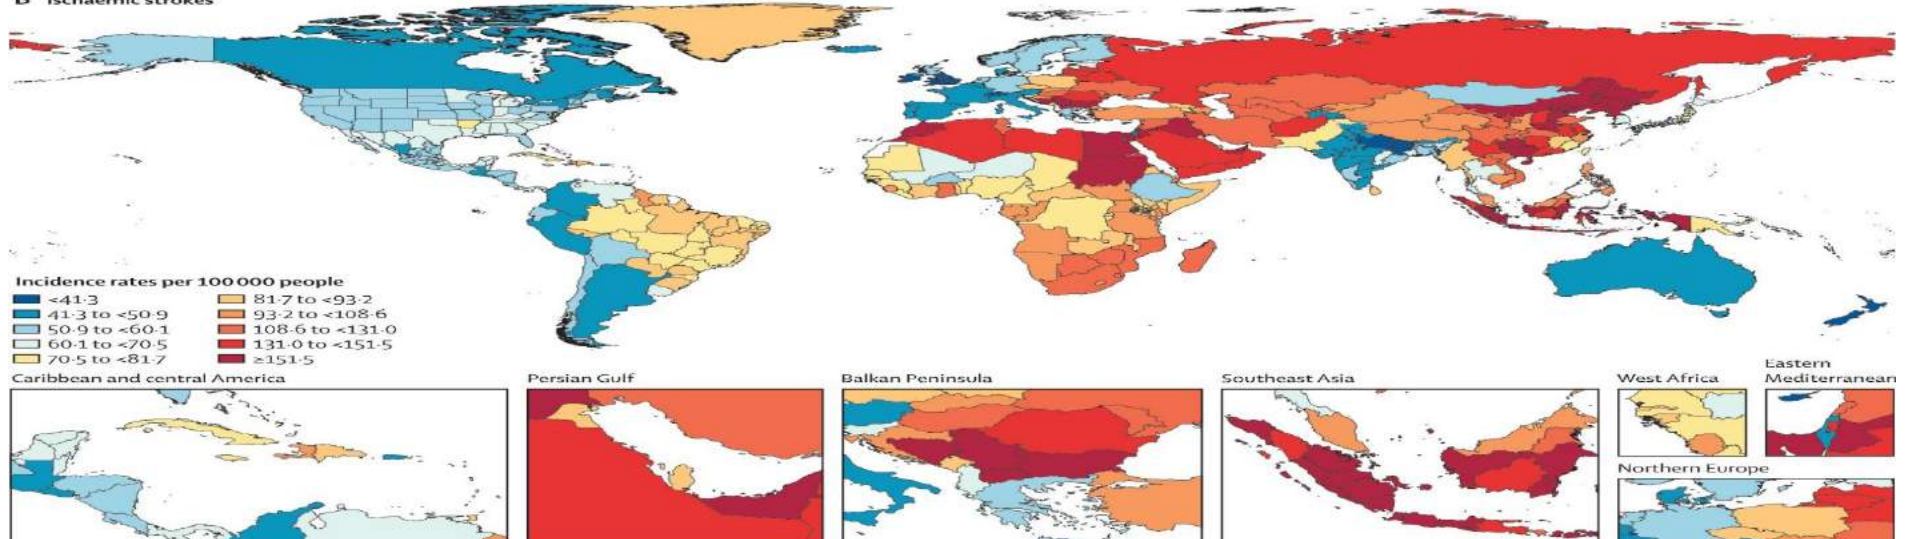 B Ischaemic strokes
Incidence rates per 100 000 people
<41·3
41·3 to <50·9
50·9 to <60·1
60·1 to <70·5
70·5 to <81·7
81·7 to <93·2
93·2 to <108·6
108·6 to <131·0
131·0 to <151·5
≥151·5
Caribbean and central America
Persian Gulf
Balkan Peninsula
Southeast Asia
West Africa
Eastern
Mediterranean
Northern Europe